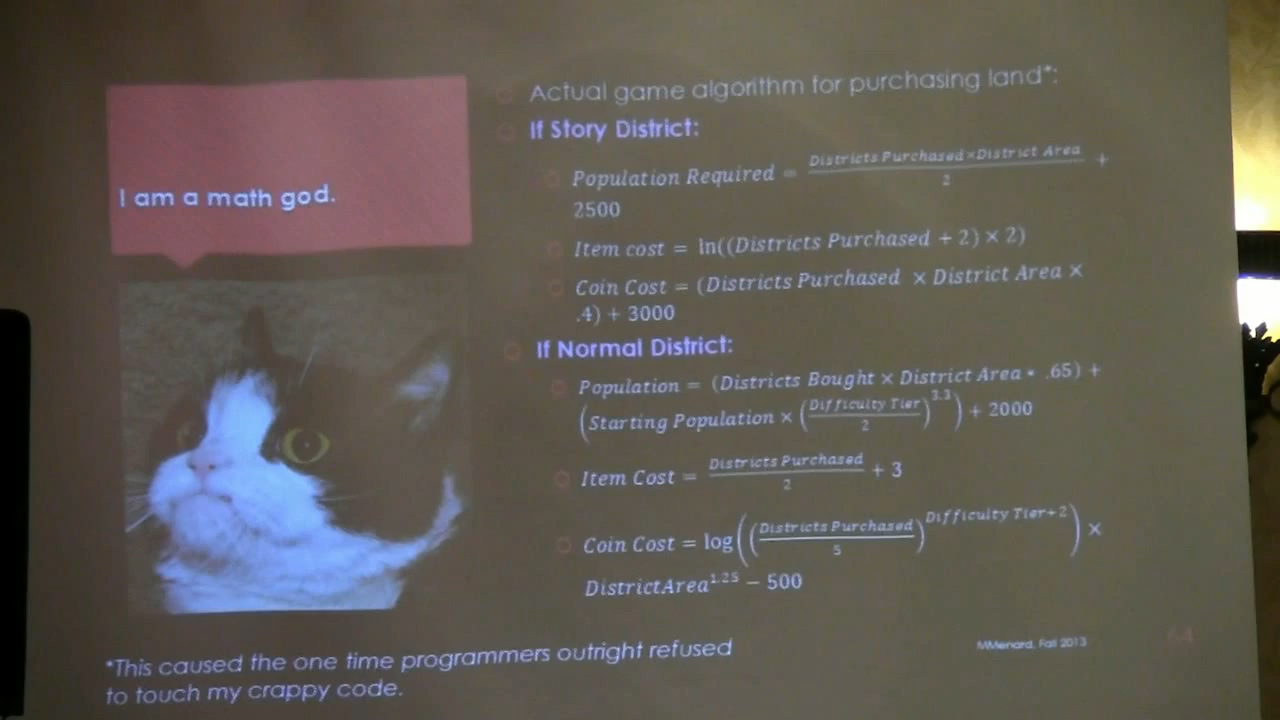 I am a math god.
Actual game algorithm for purchasing land*:
If Story District:
Population Required = Districts Purchased×District Area / 2 +
2500
Item cost = ln((Districts Purchased + 2) × 2)
Coin Cost = (Districts Purchased × District Area ×
.4) + 3000
If Normal District:
Population = (Districts Bought × District Area * .65) +
(Starting Population × (Difficulty Tier / 2)^3.3) + 2000
Item Cost = Districts Purchased / 2 + 3
Coin Cost = log((Districts Purchased / 5)^Difficulty Tier+2) ×
DistrictArea^1.25 − 500
*This caused the one time programmers outright refused
to touch my crappy code.
MMenard, Fall 2013
64